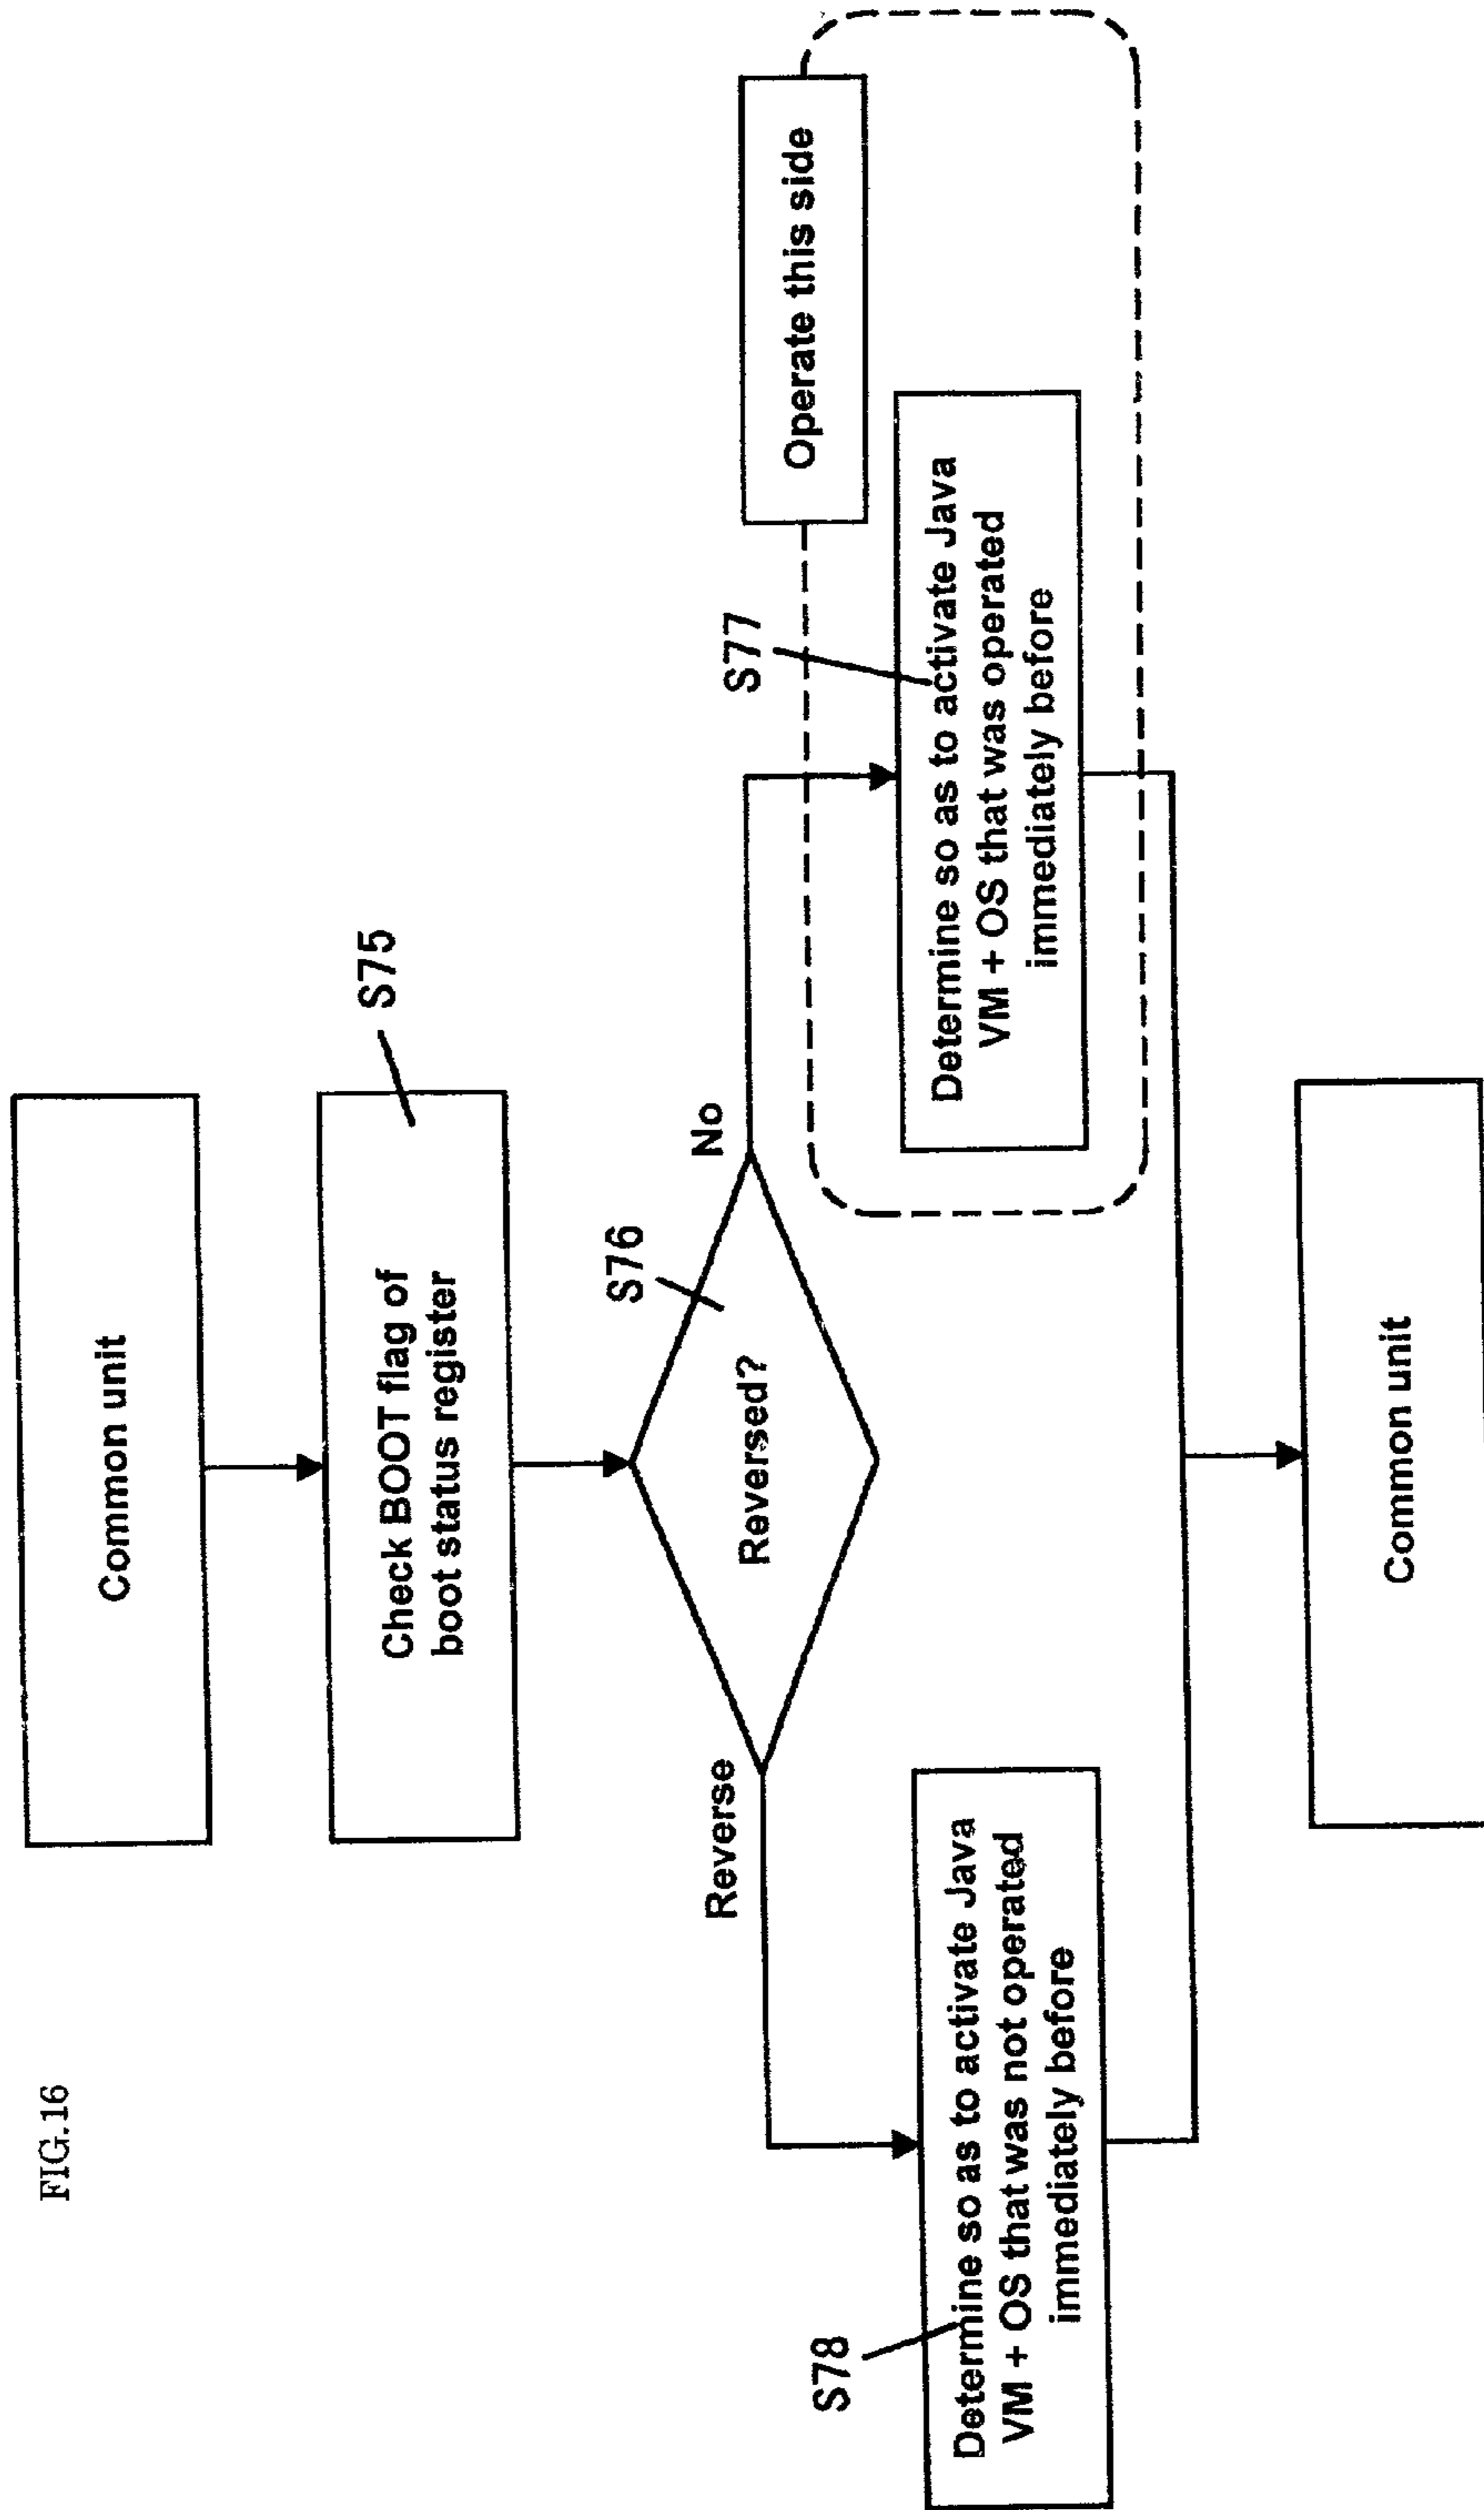 FIG.16
Common unit
Check BOOT flag of
boot status register
S75
S76
Reversed?
Reverse
No
S77
Operate this side
Determine so as to activate Java
VM + OS that was operated
immediately before
S78
Determine so as to activate Java
VM + OS that was not operated
immediately before
Common unit